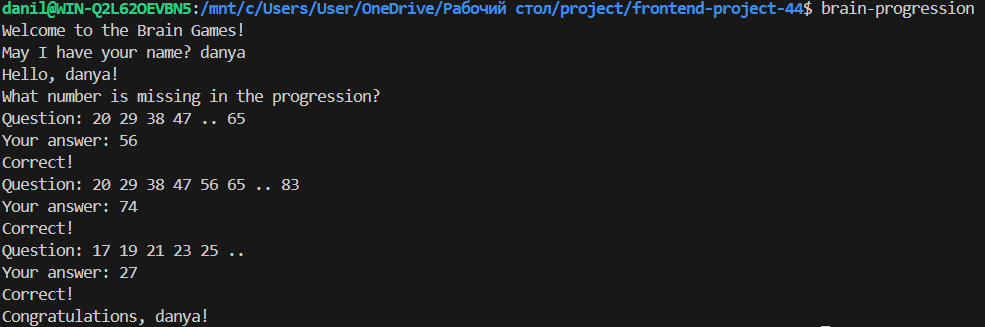 danil@WIN-Q2L62OEVBN5:/mnt/c/Users/User/OneDrive/Рабочий стол/project/frontend-project-44$ brain-progression
Welcome to the Brain Games!
May I have your name? danya
Hello, danya!
What number is missing in the progression?
Question: 20 29 38 47 .. 65
Your answer: 56
Correct!
Question: 20 29 38 47 56 65 .. 83
Your answer: 74
Correct!
Question: 17 19 21 23 25 ..
Your answer: 27
Correct!
Congratulations, danya!